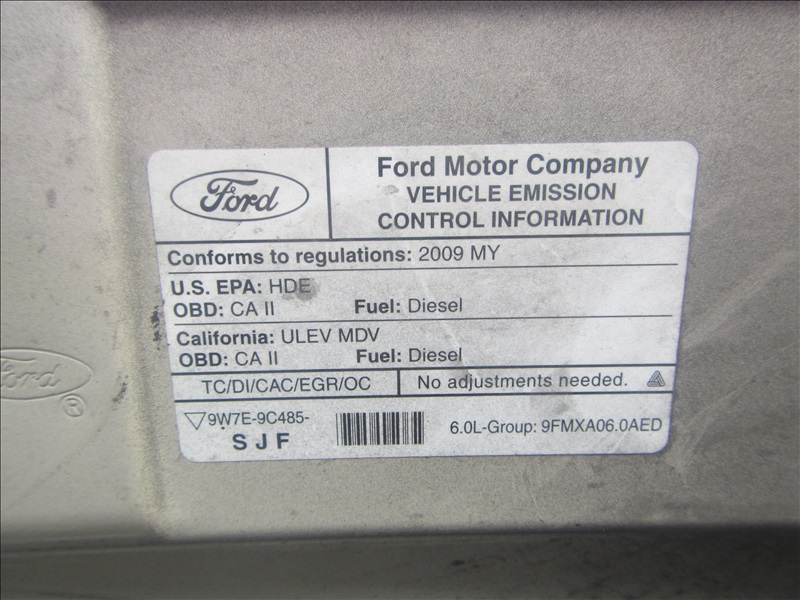 Ford
Ford Motor Company
VEHICLE EMISSION
CONTROL INFORMATION
Conforms to regulations: 2009 MY
U.S. EPA: HDE
OBD: CA II Fuel: Diesel
California: ULEV MDV
OBD: CA II Fuel: Diesel
TC/DI/CAC/EGR/OC No adjustments needed.
9W7E-9C485-
SJF
6.0L-Group: 9FMXA06.0AED
Ford
®